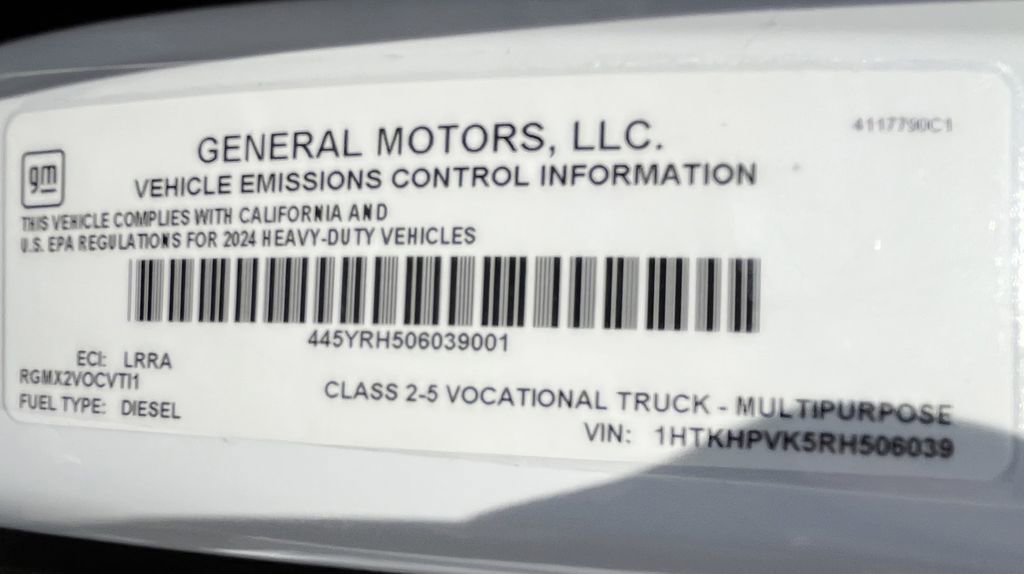 4117790C1
gm
GENERAL MOTORS, LLC.
VEHICLE EMISSIONS CONTROL INFORMATION
THIS VEHICLE COMPLIES WITH CALIFORNIA AND
U.S. EPA REGULATIONS FOR 2024 HEAVY-DUTY VEHICLES
445YRH506039001
ECI: LRRA
RGMX2VOCVTI1
FUEL TYPE: DIESEL
CLASS 2-5 VOCATIONAL TRUCK - MULTIPURPOSE
VIN: 1HTKHPVK5RH506039